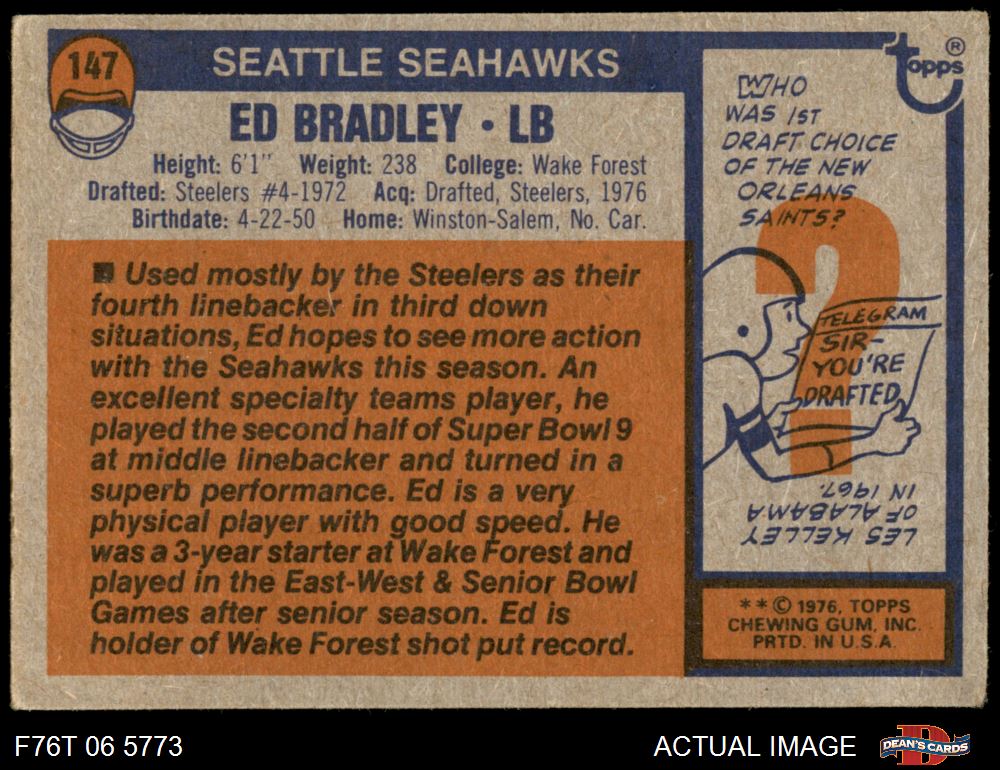 147
SEATTLE SEAHAWKS
ED BRADLEY • LB
Height: 6'1" Weight: 238 College: Wake Forest
Drafted: Steelers #4-1972 Acq: Drafted, Steelers, 1976
Birthdate: 4-22-50 Home: Winston-Salem, No. Car.
■ Used mostly by the Steelers as their
fourth linebacker in third down
situations, Ed hopes to see more action
with the Seahawks this season. An
excellent specialty teams player, he
played the second half of Super Bowl 9
at middle linebacker and turned in a
superb performance. Ed is a very
physical player with good speed. He
was a 3-year starter at Wake Forest and
played in the East-West & Senior Bowl
Games after senior season. Ed is
holder of Wake Forest shot put record.
topps ®
WHO
WAS 1ST
DRAFT CHOICE
OF THE NEW
ORLEANS
SAINTS?
?
TELEGRAM
SIR-
YOU'RE
DRAFTED
LES KELLEY
OF ALABAMA
IN 1967.
**© 1976, TOPPS
CHEWING GUM, INC.
PRTD. IN U.S.A.
F76T 06 5773
ACTUAL IMAGE
D
DEAN'S CARDS